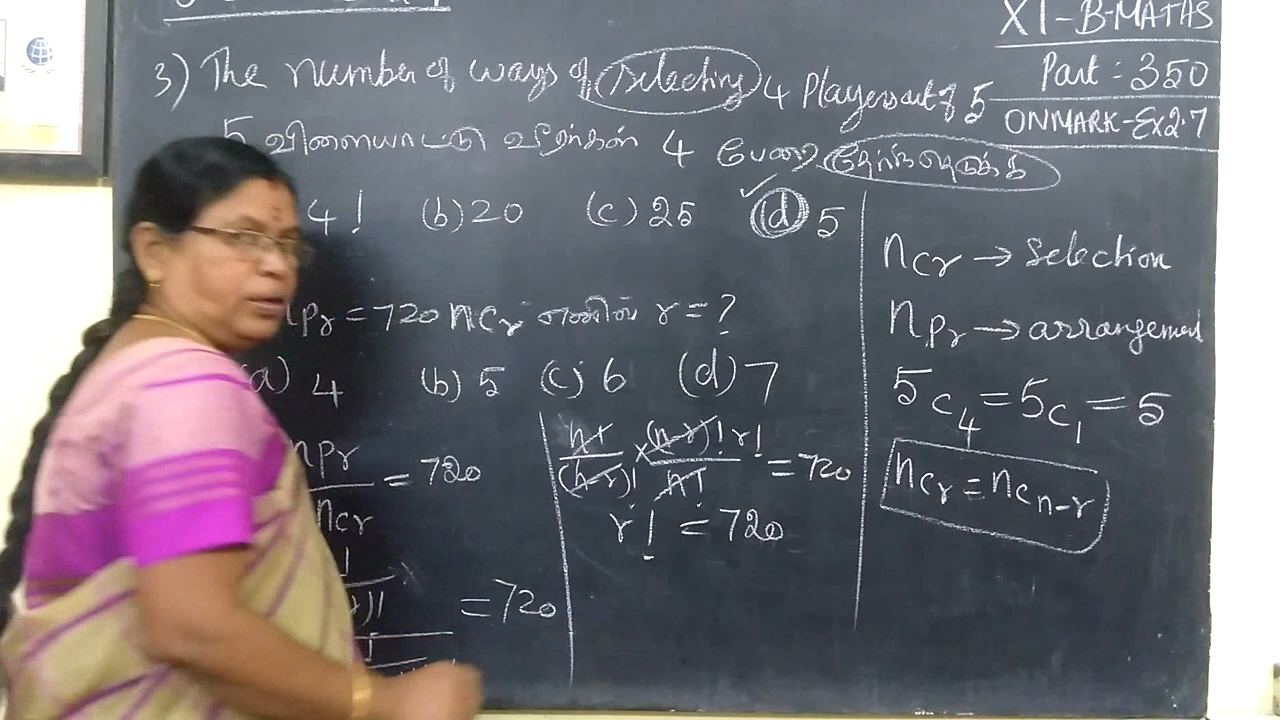 XI-B-MATHS
Part: 350
ONMARK-Ex2.7
3) The number of ways of selecting 4 Players out of 5
5 விளையாட்டு வீரர்கள் 4 பேரை தேர்ந்தெடுக்க
4! (b) 20 (c) 25 (d) 5
nPr = 720 nCr எனில் r = ?
(a) 4 (b) 5 (c) 6 (d) 7
nPr/nCr = 720
= 720
n!/(n-r)! × (n-r)! r!/n! = 720
r! = 720
nCr → Selection
nPr → arrangement
5C4 = 5C1 = 5
nCr = nCn-r